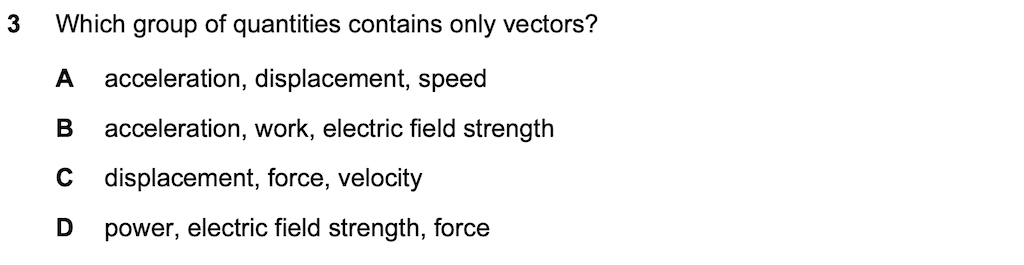 3 Which group of quantities contains only vectors?
A acceleration, displacement, speed
B acceleration, work, electric field strength
C displacement, force, velocity
D power, electric field strength, force